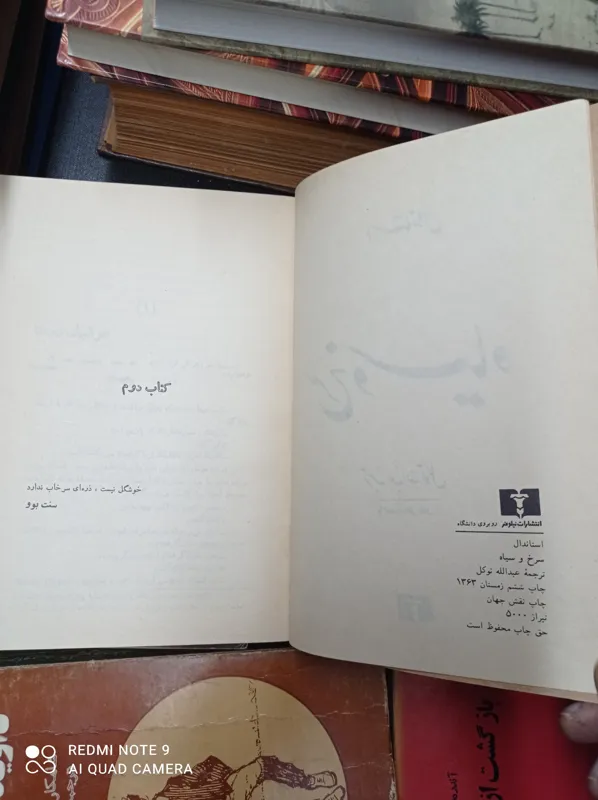 کتاب دوم
خوشگل نیست ، ذره‌ای سرخاب ندارد
سنت بوو
انتشارات نیلوفر روبروی دانشگاه
استاندال
سرخ و سیاه
ترجمهٔ عبدالله توکل
چاپ ششم زمستان ۱۳۶۳
چاپ نقش جهان
تیراژ ۵۰۰۰
حق چاپ محفوظ است
بازگشت از
REDMI NOTE 9
AI QUAD CAMERA